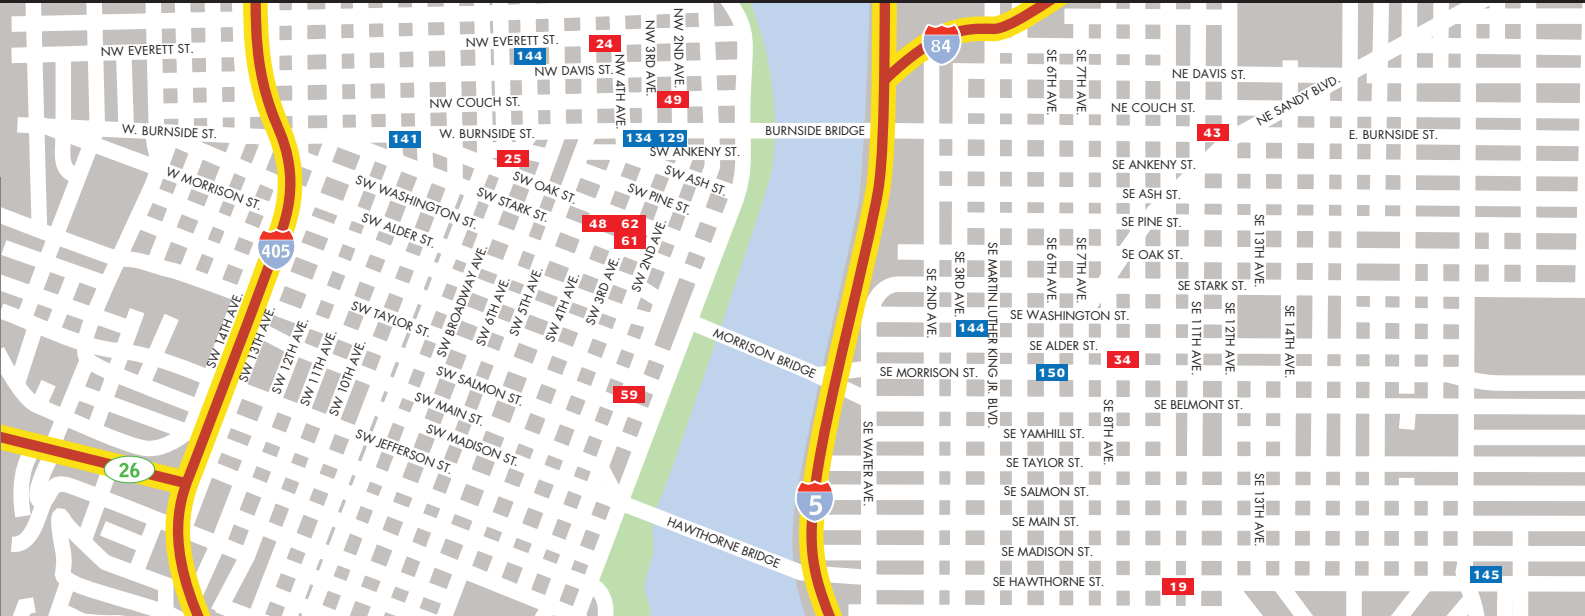 NW EVERETT ST.
NW EVERETT ST.
144
24
NW DAVIS ST.
NW 4TH AVE.
NW 3RD AVE.
NW 2ND AVE.
NW COUCH ST.
49
W. BURNSIDE ST.
141
W. BURNSIDE ST.
134 129
SW ANKENY ST.
BURNSIDE BRIDGE
25
W MORRISON ST.
SW WASHINGTON ST.
SW OAK ST.
SW STARK ST.
SW ASH ST.
SW PINE ST.
SW ALDER ST.
48 62
61
405
SW 14TH AVE.
SW 13TH AVE.
SW 12TH AVE.
SW 11TH AVE.
SW 10TH AVE.
SW TAYLOR ST.
SW BROADWAY AVE.
SW 6TH AVE.
SW 5TH AVE.
SW 4TH AVE.
SW 3RD AVE.
SW 2ND AVE.
MORRISON BRIDGE
SW SALMON ST.
59
SW MAIN ST.
SW MADISON ST.
SW JEFFERSON ST.
26
HAWTHORNE BRIDGE
5
84
SE 6TH AVE.
SE 7TH AVE.
NE DAVIS ST.
NE COUCH ST.
NE SANDY BLVD.
43
E. BURNSIDE ST.
SE ANKENY ST.
SE ASH ST.
SE PINE ST.
SE OAK ST.
SE 13TH AVE.
SE STARK ST.
SE 2ND AVE.
SE 3RD AVE.
SE MARTIN LUTHER KING JR. BLVD.
SE 6TH AVE.
SE 7TH AVE.
SE WASHINGTON ST.
144
SE ALDER ST.
34
SE 11TH AVE.
SE 12TH AVE.
SE 14TH AVE.
SE MORRISON ST.
150
SE BELMONT ST.
SE 8TH AVE.
SE WATER AVE.
SE YAMHILL ST.
SE TAYLOR ST.
SE SALMON ST.
SE 13TH AVE.
SE MAIN ST.
SE MADISON ST.
SE HAWTHORNE ST.
19
145